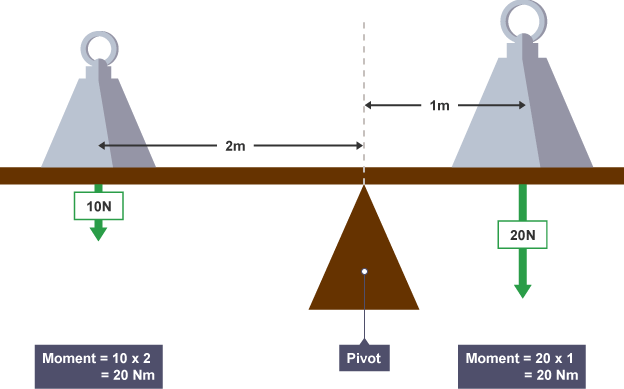 1m
2m
10N
20N
Pivot
Moment = 10 x 2
= 20 Nm
Moment = 20 x 1
= 20 Nm